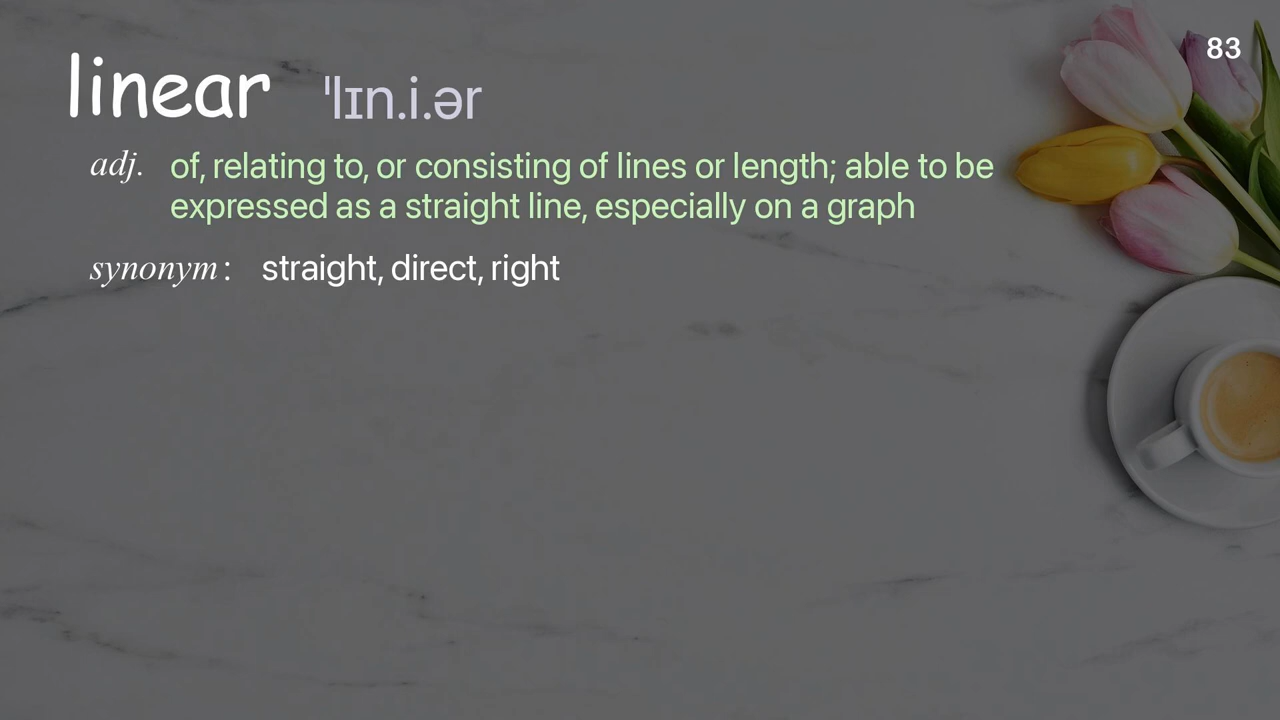 83
linear ˈlɪn.i.ər
adj. of, relating to, or consisting of lines or length; able to be
expressed as a straight line, especially on a graph
synonym: straight, direct, right